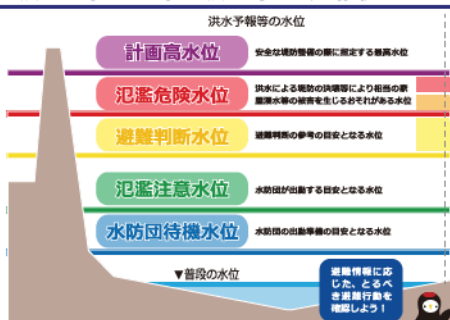 洪水予報等の水位
計画高水位
安全な堤防整備の際に想定する最高水位
氾濫危険水位
洪水による堤防の決壊等により相当の家
屋浸水等の被害を生じるおそれがある水位
避難判断水位
避難判断の参考の目安となる水位
氾濫注意水位
水防団が出動する目安となる水位
水防団待機水位
水防団の出動準備の目安となる水位
▼普段の水位
避難情報に応
じた、とるべ
き避難行動を
確認しよう！